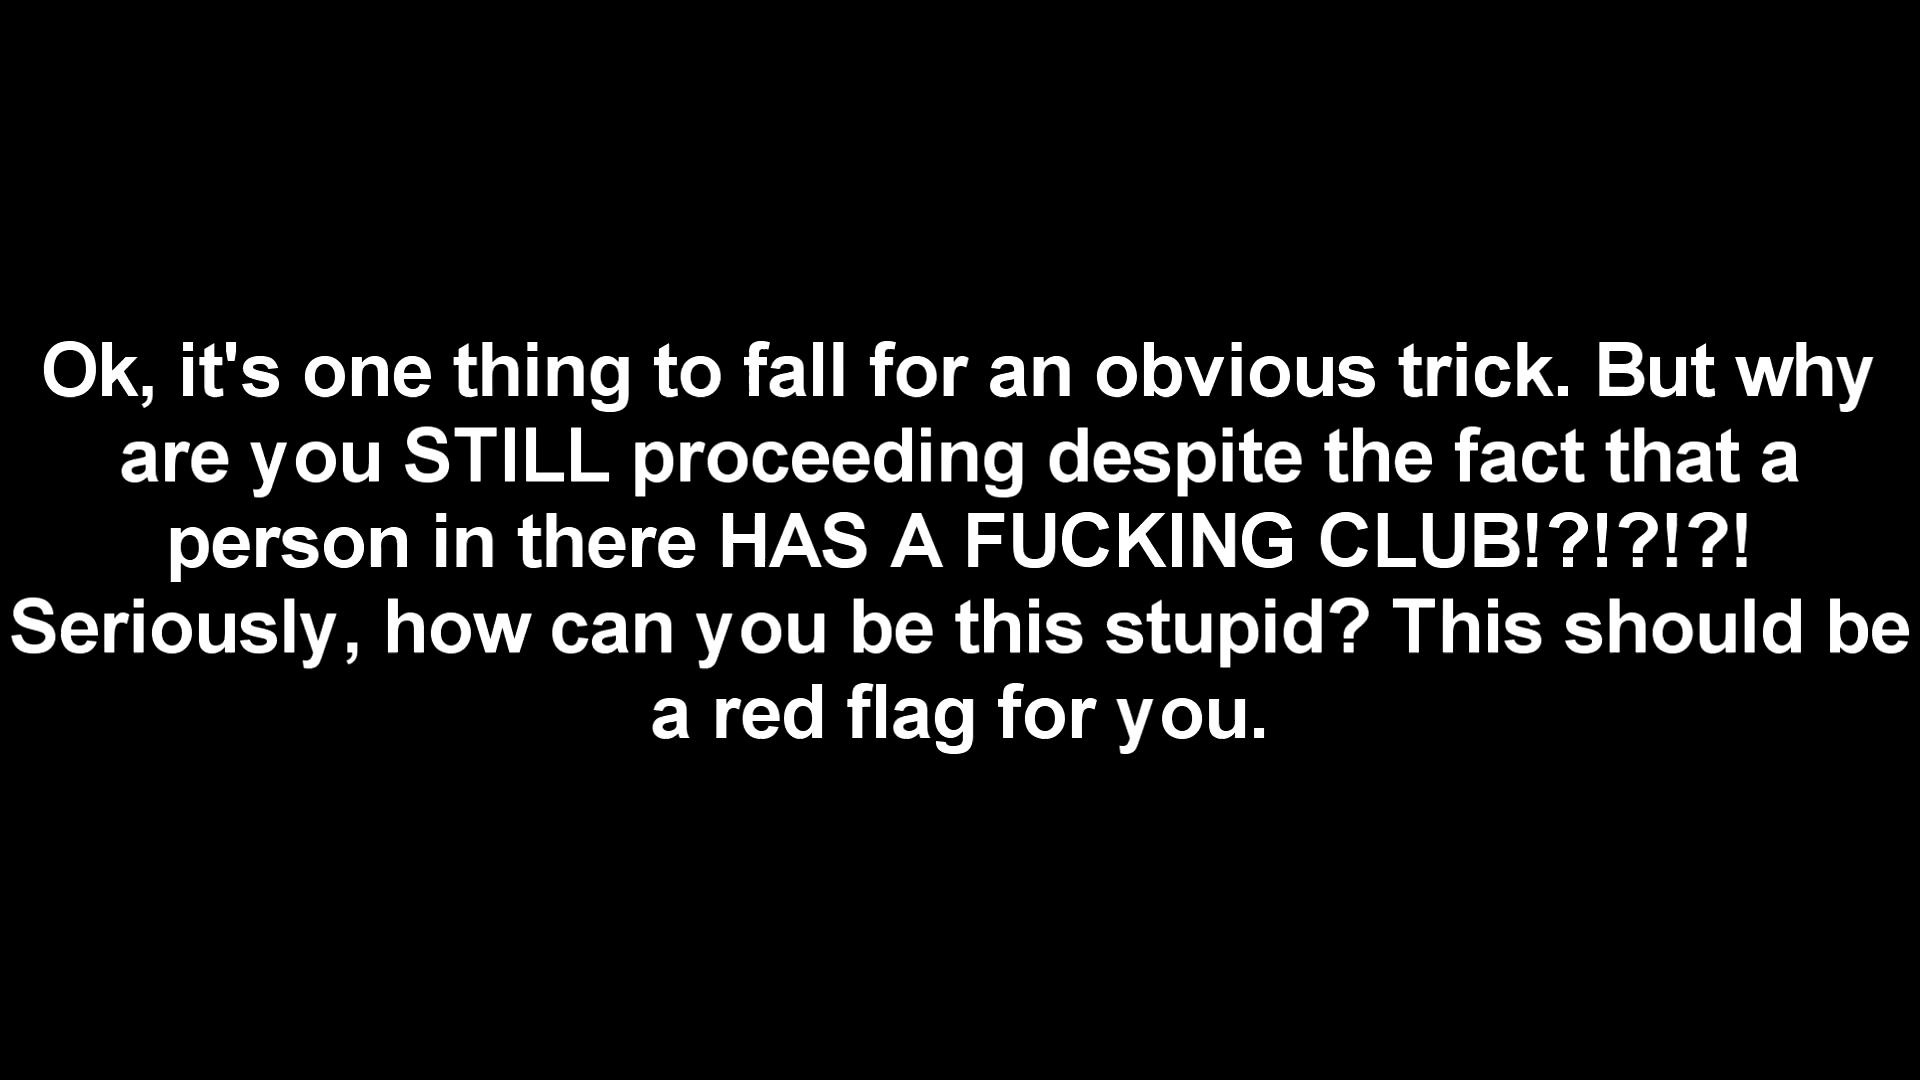 Ok, it's one thing to fall for an obvious trick. But why
are you STILL proceeding despite the fact that a
person in there HAS A FUCKING CLUB!?!?!?!
Seriously, how can you be this stupid? This should be
a red flag for you.